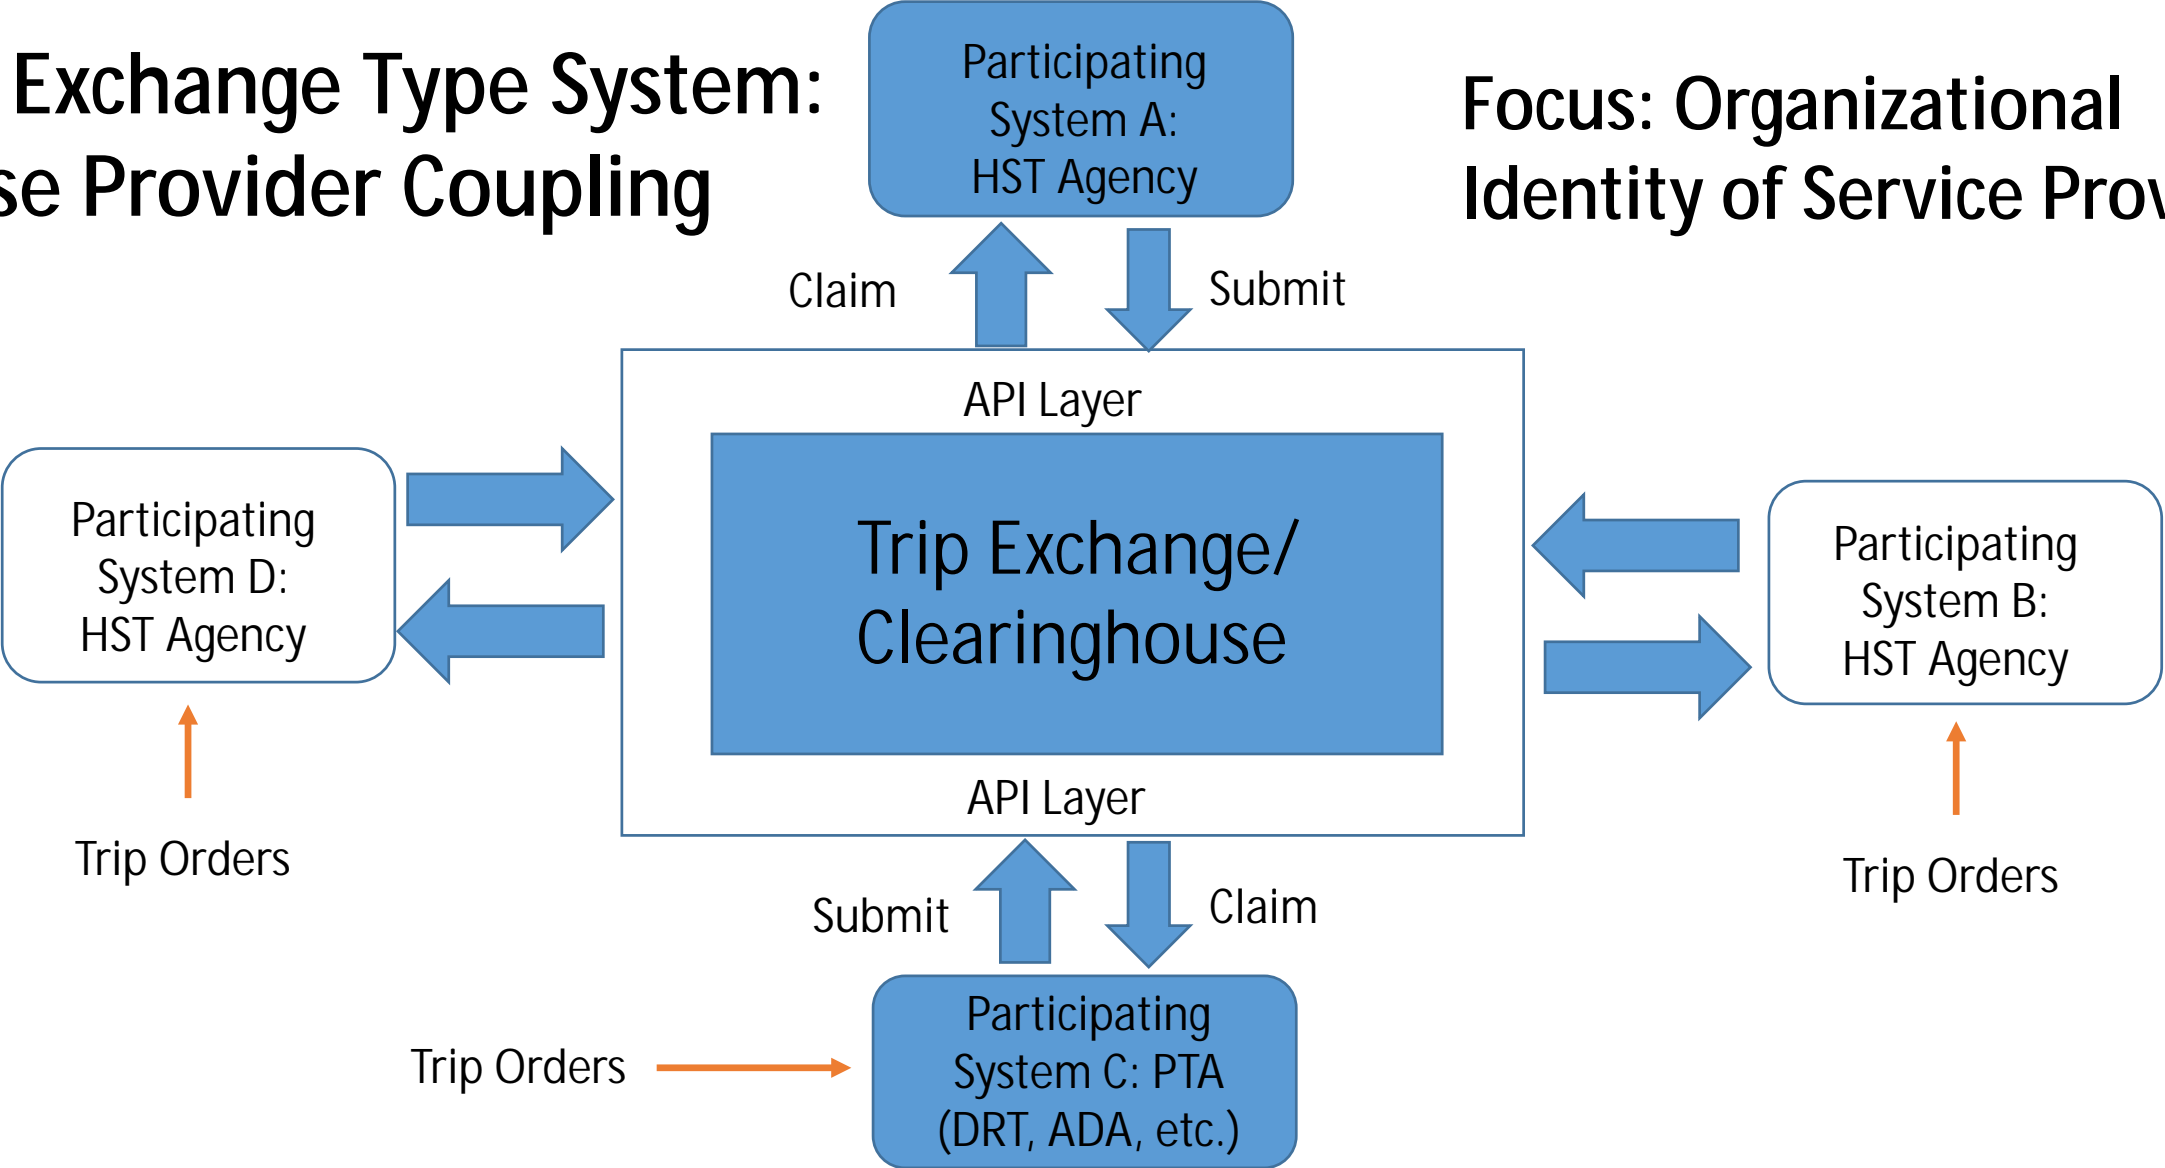 Exchange Type System:
se Provider Coupling
Focus: Organizational
Identity of Service Prov
Participating
System A:
HST Agency
Claim
Submit
API Layer
Trip Exchange/
Clearinghouse
API Layer
Participating
System D:
HST Agency
Trip Orders
Participating
System B:
HST Agency
Trip Orders
Submit
Claim
Trip Orders
Participating
System C: PTA
(DRT, ADA, etc.)